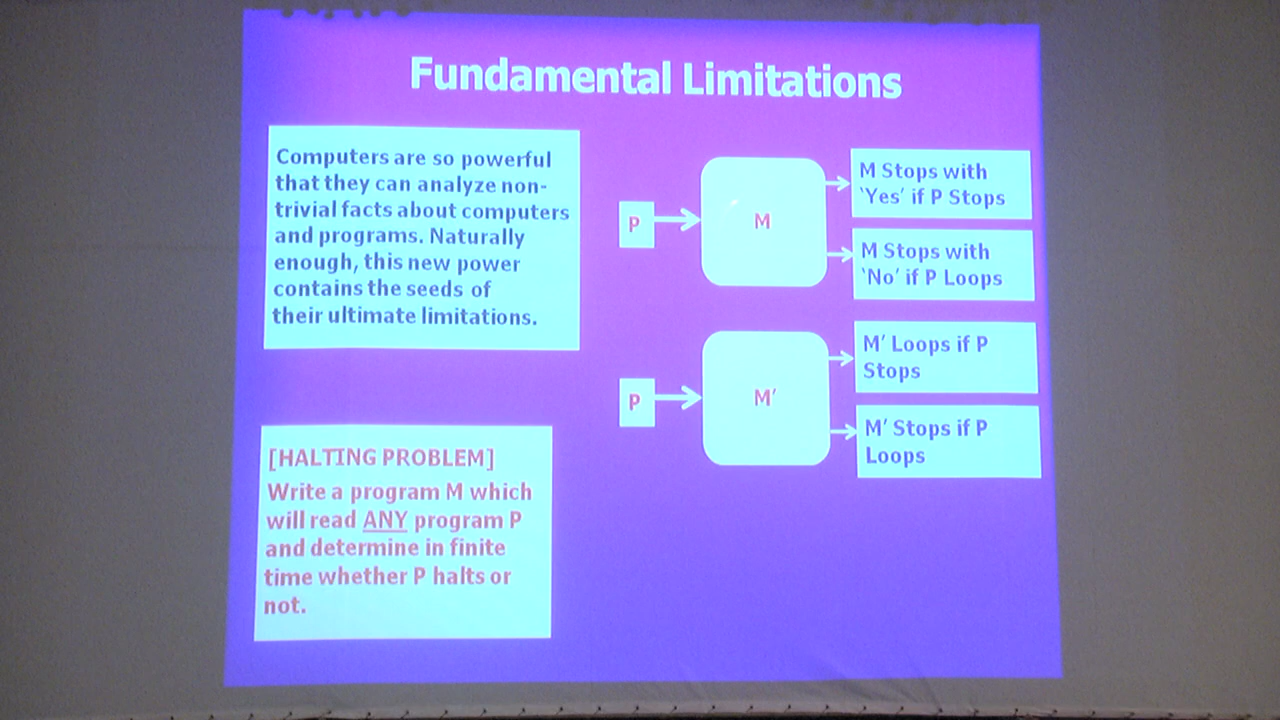 Fundamental Limitations
Computers are so powerful
that they can analyze non-
trivial facts about computers
and programs. Naturally
enough, this new power
contains the seeds of
their ultimate limitations.
[HALTING PROBLEM]
Write a program M which
will read ANY program P
and determine in finite
time whether P halts or
not.
P
M
M Stops with
‘Yes’ if P Stops
M Stops with
‘No’ if P Loops
P
M’
M’ Loops if P
Stops
M’ Stops if P
Loops